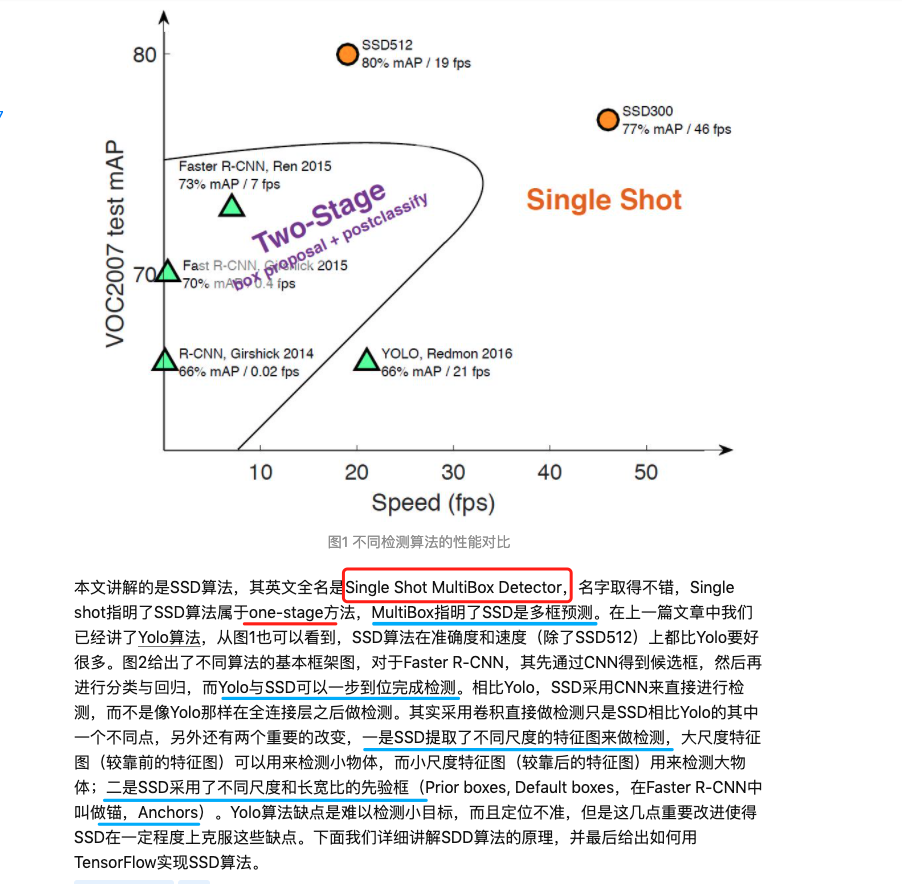 80
SSD512
80% mAP / 19 fps
SSD300
77% mAP / 46 fps
VOC2007 test mAP
Faster R-CNN, Ren 2015
73% mAP / 7 fps
Two-Stage
box proposal + postclassify
Single Shot
70
Fast R-CNN, Girshick 2015
70% mAP / 0.4 fps
R-CNN, Girshick 2014
66% mAP / 0.02 fps
YOLO, Redmon 2016
66% mAP / 21 fps
10 20 30 40 50
Speed (fps)
图1 不同检测算法的性能对比
本文讲解的是SSD算法，其英文全名是Single Shot MultiBox Detector，名字取得不错，Single
shot指明了SSD算法属于one-stage方法，MultiBox指明了SSD是多框预测。在上一篇文章中我们
已经讲了Yolo算法，从图1也可以看到，SSD算法在准确度和速度（除了SSD512）上都比Yolo要好
很多。图2给出了不同算法的基本框架图，对于Faster R-CNN，其先通过CNN得到候选框，然后再
进行分类与回归，而Yolo与SSD可以一步到位完成检测。相比Yolo，SSD采用CNN来直接进行检
测，而不是像Yolo那样在全连接层之后做检测。其实采用卷积直接做检测只是SSD相比Yolo的其中
一个不同点，另外还有两个重要的改变，一是SSD提取了不同尺度的特征图来做检测，大尺度特征
图（较靠前的特征图）可以用来检测小物体，而小尺度特征图（较靠后的特征图）用来检测大物
体；二是SSD采用了不同尺度和长宽比的先验框（Prior boxes, Default boxes，在Faster R-CNN中
叫做锚，Anchors）。Yolo算法缺点是难以检测小目标，而且定位不准，但是这几点重要改进使得
SSD在一定程度上克服这些缺点。下面我们详细讲解SDD算法的原理，并最后给出如何用
TensorFlow实现SSD算法。